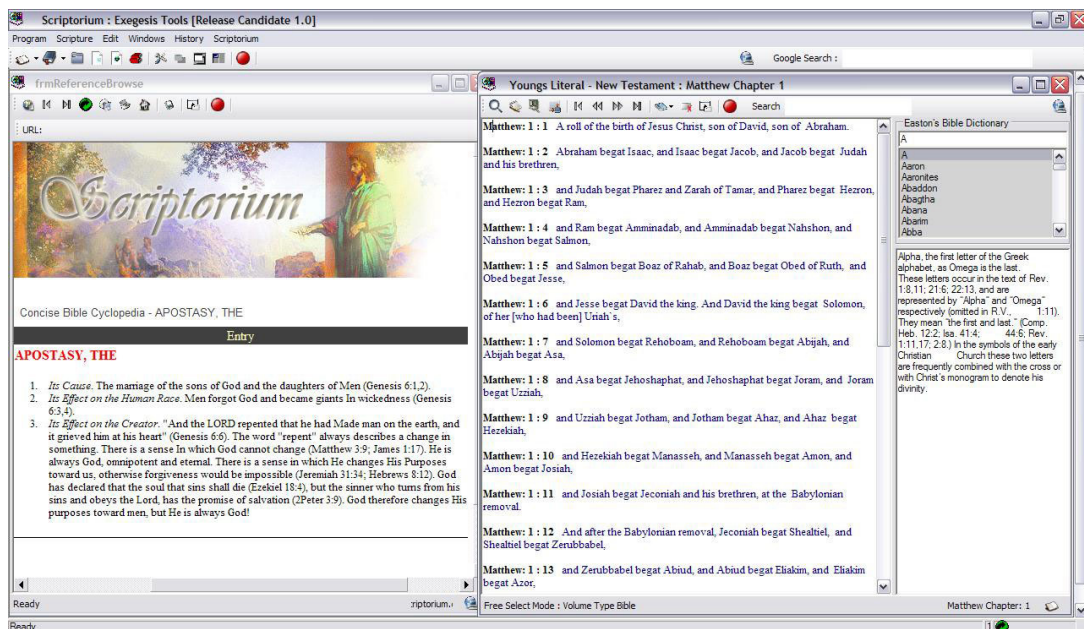 Scriptorium : Exegesis Tools [Release Candidate 1.0]
Program Scripture Edit Windows History Scriptorium
Google Search :
frmReferenceBrowse
URL:
Scriptorium
Concise Bible Cyclopedia - APOSTASY, THE
Entry
APOSTASY, THE
1. Its Cause. The marriage of the sons of God and the daughters of Men (Genesis 6:1,2).
2. Its Effect on the Human Race. Men forgot God and became giants In wickedness (Genesis
6:3,4).
3. Its Effect on the Creator. "And the LORD repented that he had Made man on the earth, and
it grieved him at his heart" (Genesis 6:6). The word "repent" always describes a change in
something. There is a sense In which God cannot change (Matthew 3:9; James 1:17). He is
always God, omnipotent and eternal. There is a sense in which He changes His Purposes
toward us, otherwise forgiveness would be impossible (Jeremiah 31:34; Hebrews 8:12). God
has declared that the soul that sins shall die (Ezekiel 18:4), but the sinner who turns from his
sins and obeys the Lord, has the promise of salvation (2Peter 3:9). God therefore changes His
purposes toward men, but He is always God!
Ready
:riptorium.
Youngs Literal - New Testament : Matthew Chapter 1
Search
Matthew: 1 : 1 A roll of the birth of Jesus Christ, son of David, son of Abraham.
Matthew: 1 : 2 Abraham begat Isaac, and Isaac begat Jacob, and Jacob begat Judah
and his brethren,
Matthew: 1 : 3 and Judah begat Pharez and Zarah of Tamar, and Pharez begat Hezron,
and Hezron begat Ram,
Matthew: 1 : 4 and Ram begat Amminadab, and Amminadab begat Nahshon, and
Nahshon begat Salmon,
Matthew: 1 : 5 and Salmon begat Boaz of Rahab, and Boaz begat Obed of Ruth, and
Obed begat Jesse,
Matthew: 1 : 6 and Jesse begat David the king. And David the king begat Solomon,
of her [who had been] Uriah`s,
Matthew: 1 : 7 and Solomon begat Rehoboam, and Rehoboam begat Abijah, and
Abijah begat Asa,
Matthew: 1 : 8 and Asa begat Jehoshaphat, and Jehoshaphat begat Joram, and Joram
begat Uzziah,
Matthew: 1 : 9 and Uzziah begat Jotham, and Jotham begat Ahaz, and Ahaz begat
Hezekiah,
Matthew: 1 : 10 and Hezekiah begat Manasseh, and Manasseh begat Amon, and
Amon begat Josiah,
Matthew: 1 : 11 and Josiah begat Jeconiah and his brethren, at the Babylonian
removal.
Matthew: 1 : 12 And after the Babylonian removal, Jeconiah begat Shealtiel, and
Shealtiel begat Zerubbabel,
Matthew: 1 : 13 and Zerubbabel begat Abiud, and Abiud begat Eliakim, and Eliakim
begat Azor,
Easton's Bible Dictionary
A
A
Aaron
Aaronites
Abaddon
Abagtha
Abana
Abarim
Abba
Alpha, the first letter of the Greek
alphabet, as Omega is the last.
These letters occur in the text of Rev.
1:8,11; 21:6; 22:13, and are
represented by "Alpha" and "Omega"
respectively (omitted in R.V., 1:11).
They mean "the first and last." (Comp.
Heb. 12:2; Isa. 41:4; 44:6; Rev.
1:11,17; 2:8.) In the symbols of the early
Christian Church these two letters
are frequently combined with the cross or
with Christ's monogram to denote his
divinity.
Free Select Mode : Volume Type Bible
Matthew Chapter: 1
Ready
1